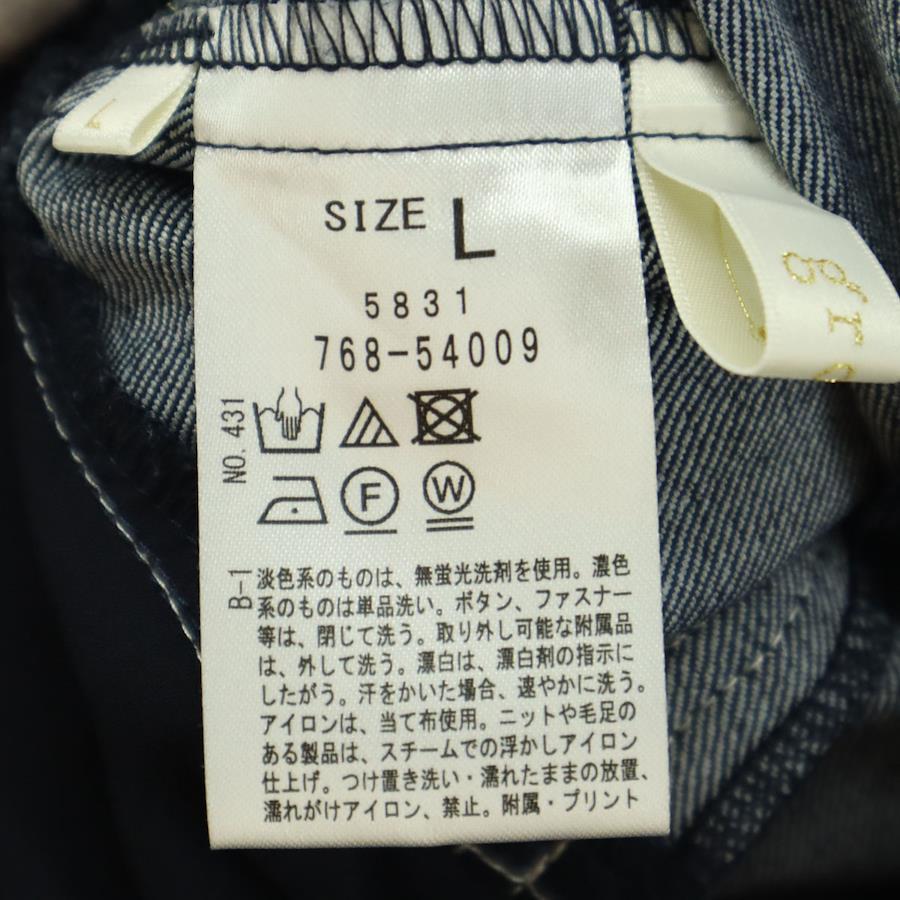 L
SIZE L
5831
768-54009
NO. 431
F
W
B-1
淡色系のものは、無蛍光洗剤を使用。濃色
系のものは単品洗い。ボタン、ファスナー
等は、閉じて洗う。取り外し可能な附属品
は、外して洗う。漂白は、漂白剤の指示に
したがう。汗をかいた場合、速やかに洗う。
アイロンは、当て布使用。ニットや毛足の
ある製品は、スチームでの浮かしアイロン
仕上げ。つけ置き洗い・濡れたままの放置、
濡れがけアイロン、禁止。附属・プリント
gr